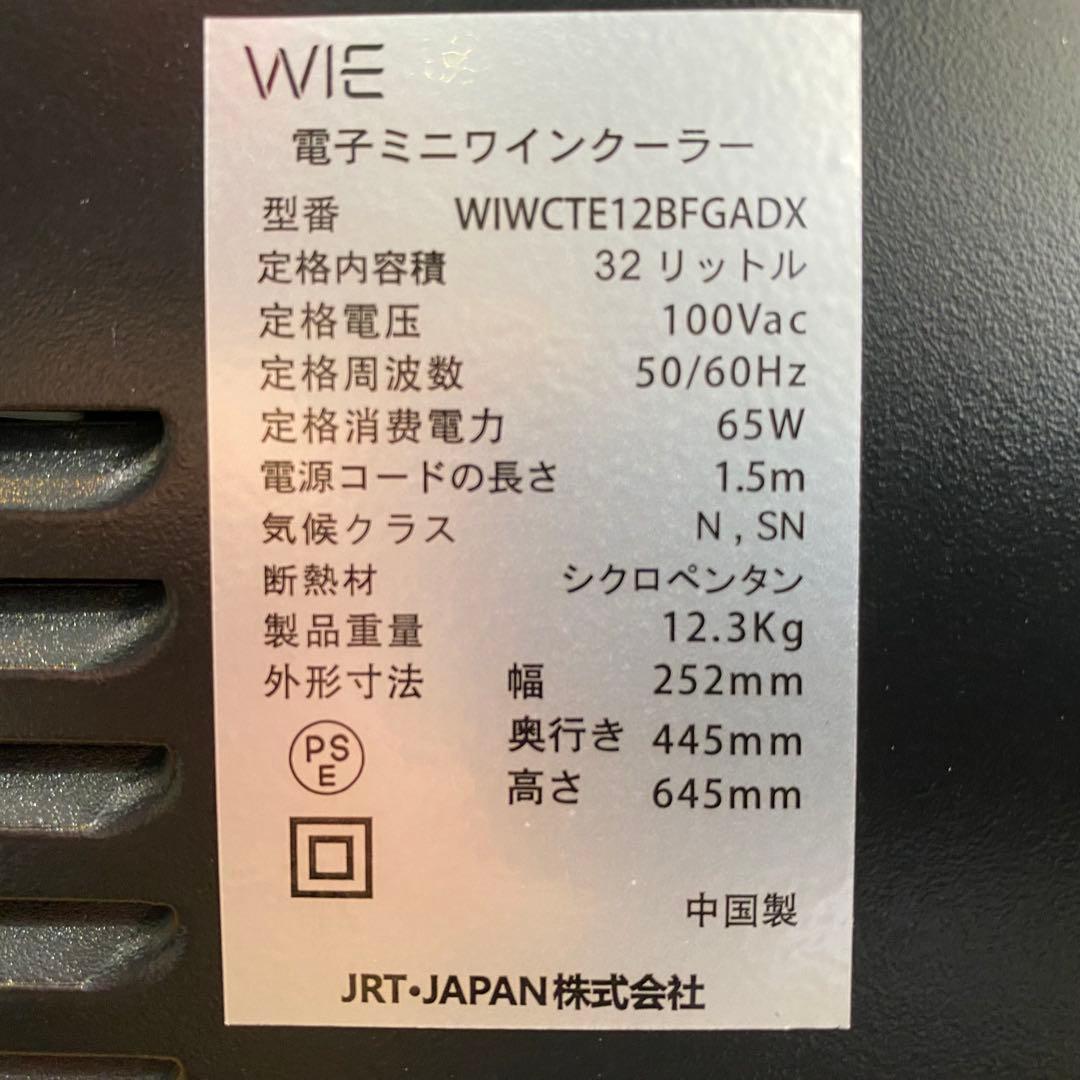 WIE
電子ミニワインクーラー
型番 WIWCTE12BFGADX
定格内容積 32リットル
定格電圧 100Vac
定格周波数 50/60Hz
定格消費電力 65W
電源コードの長さ 1.5m
気候クラス N , SN
断熱材 シクロペンタン
製品重量 12.3Kg
外形寸法 幅 252mm
奥行き 445mm
高さ 645mm
PS
E
中国製
JRT・JAPAN株式会社